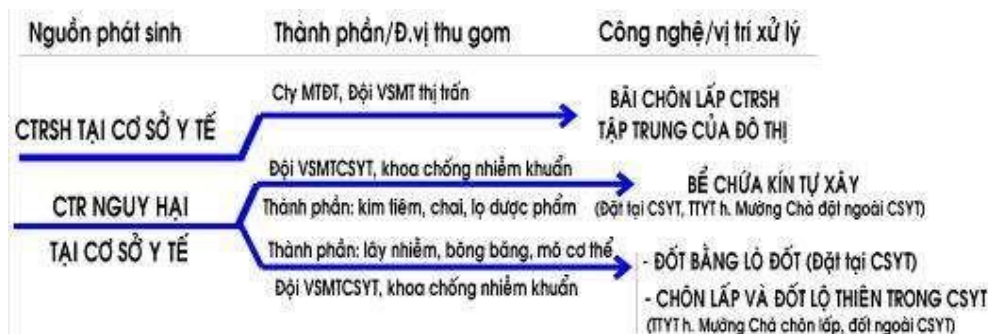 Nguồn phát sinh
Thành phần/Đ.vị thu gom
Công nghệ/vị trí xử lý
Cty MTĐT, Đội VSMT thị trấn
CTRSH TẠI CƠ SỞ Y TẾ
BÃI CHÔN LẤP CTRSH
TẬP TRUNG CỦA ĐÔ THỊ
Đội VSMTCSYT, khoa chống nhiễm khuẩn
CTR NGUY HẠI
TẠI CƠ SỞ Y TẾ
Thành phần: kim tiêm, chai, lọ dược phẩm
BỂ CHỨA KÍN TỰ XÂY
(Đặt tại CSYT, TTYT h. Mường Chà đặt ngoài CSYT)
Thành phần: lây nhiễm, bông băng, mô cơ thể
Đội VSMTCSYT, khoa chống nhiễm khuẩn
- ĐỐT BẰNG LÒ ĐỐT (Đặt tại CSYT)
- CHÔN LẤP VÀ ĐỐT LỘ THIÊN TRONG CSYT
(TTYT h. Mường Chà chôn lấp, đốt ngoài CSYT)